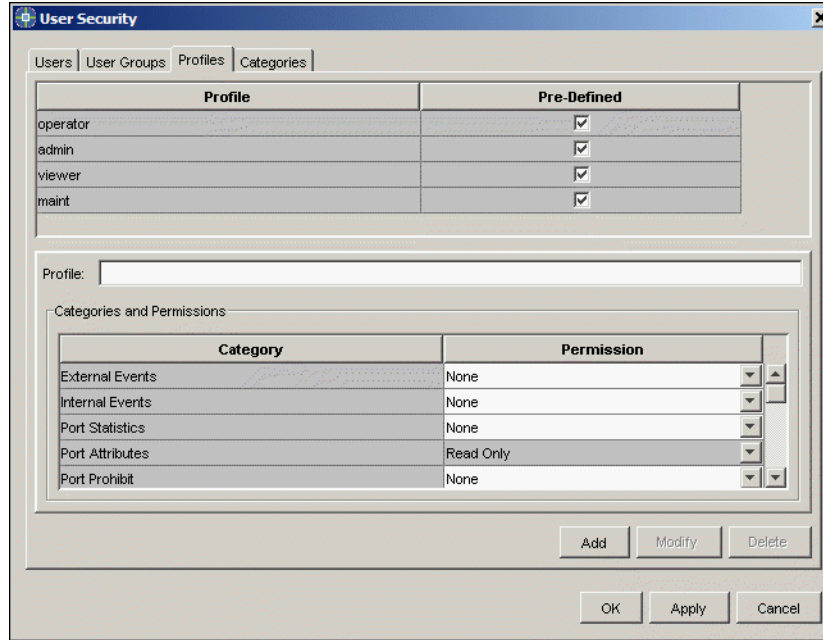 User Security
Users User Groups Profiles Categories
Profile Pre-Defined
operator
admin
viewer
maint
Profile:
Categories and Permissions
Category Permission
External Events None
Internal Events None
Port Statistics None
Port Attributes Read Only
Port Prohibit None
Add Modify Delete
OK Apply Cancel